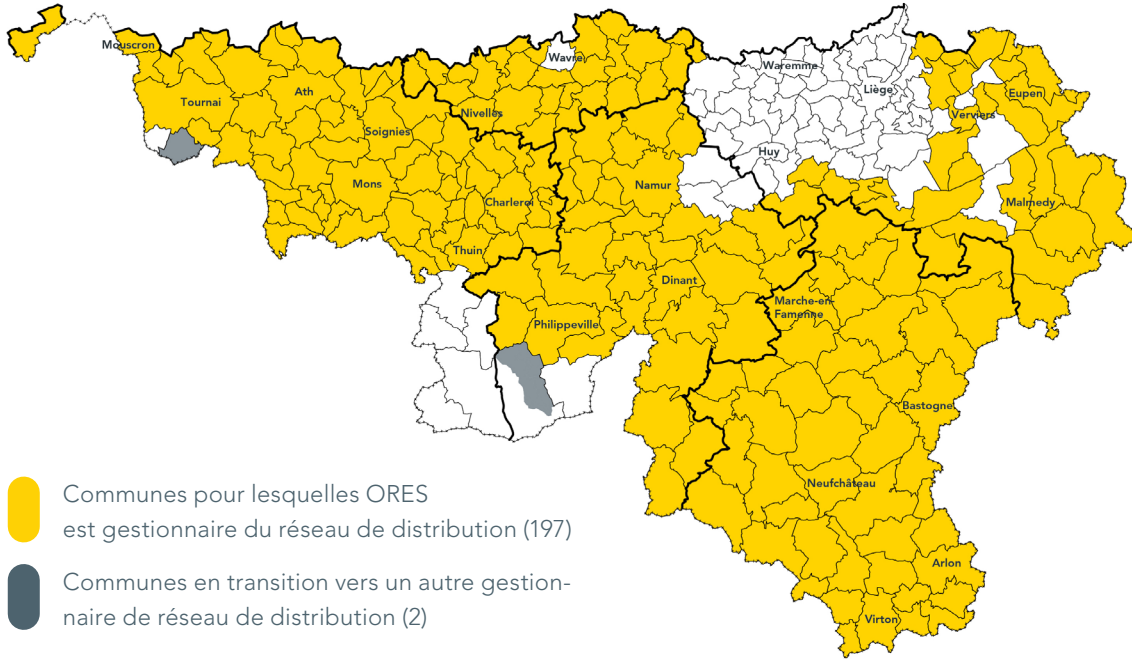 Mouscron
Wavre
Waremme
Liège
Ath
Tournai
Eupen
Nivelles
Verviers
Soignies
Huy
Mons
Namur
Charleroi
Malmedy
Thuin
Dinant
Marche-en-
Famenne
Philippeville
Bastogne
Neufchâteau
Arlon
Virton
Communes pour lesquelles ORES
est gestionnaire du réseau de distribution (197)
Communes en transition vers un autre gestion-
naire de réseau de distribution (2)